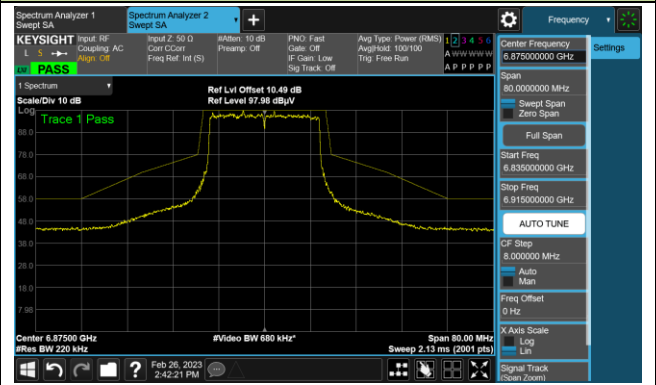 Spectrum Analyzer 1
Swept SA
Spectrum Analyzer 2
Swept SA
Frequency
KEYSIGHT
L S
PASS
Input: RF
Coupling: AC
Align: Off
Input Z: 50 Ω
Corr CCorr
Freq Ref: Int (S)
#Atten: 10 dB
Preamp: Off
PNO: Fast
Gate: Off
IF Gain: Low
Sig Track: Off
Avg Type: Power (RMS)
Avg|Hold: 100/100
Trig: Free Run
1 2 3 4 5 6
A W W W W W
A P P P P P
1 Spectrum
Scale/Div 10 dB
Ref Lvl Offset 10.49 dB
Ref Level 97.98 dBµV
Log
Trace 1 Pass
88.0
78.0
68.0
58.0
48.0
38.0
28.0
18.0
7.98
Center 6.87500 GHz
#Res BW 220 kHz
#Video BW 680 kHz*
Span 80.00 MHz
Sweep 2.13 ms (2001 pts)
Center Frequency
6.875000000 GHz
Settings
Span
80.0000000 MHz
Swept Span
Zero Span
Full Span
Start Freq
6.835000000 GHz
Stop Freq
6.915000000 GHz
AUTO TUNE
CF Step
8.000000 MHz
Auto
Man
Freq Offset
0 Hz
X Axis Scale
Log
Lin
Signal Track
(Span Zoom)
Feb 26, 2023
2:42:21 PM